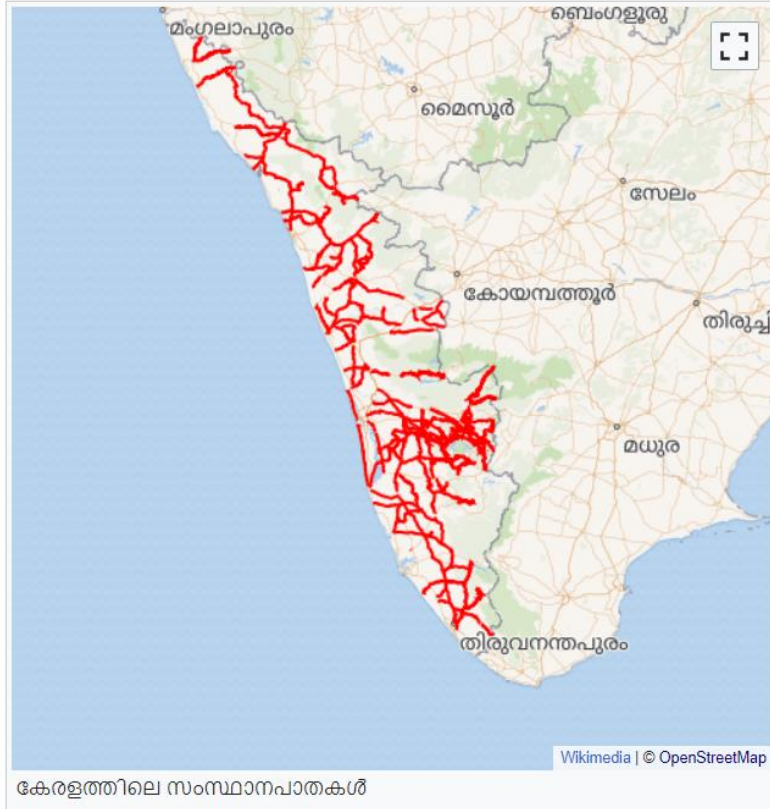 ബെംഗളൂരു
മംഗലാപുരം
മൈസൂർ
സേലം
കോയമ്പത്തൂർ
തിരുച്ചി
മധുര
തിരുവനന്തപുരം
Wikimedia | © OpenStreetMap
കേരളത്തിലെ സംസ്ഥാനപാതകൾ